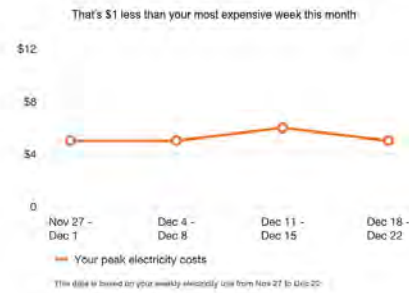 That's $1 less than your most expensive week this month
$12
$8
$4
0
Nov 27 - Dec 4 - Dec 11 - Dec 18 -
Dec 1 Dec 8 Dec 15 Dec 22
Your peak electricity costs
This data is based on your weekly electricity use from Nov 27 to Dec 22